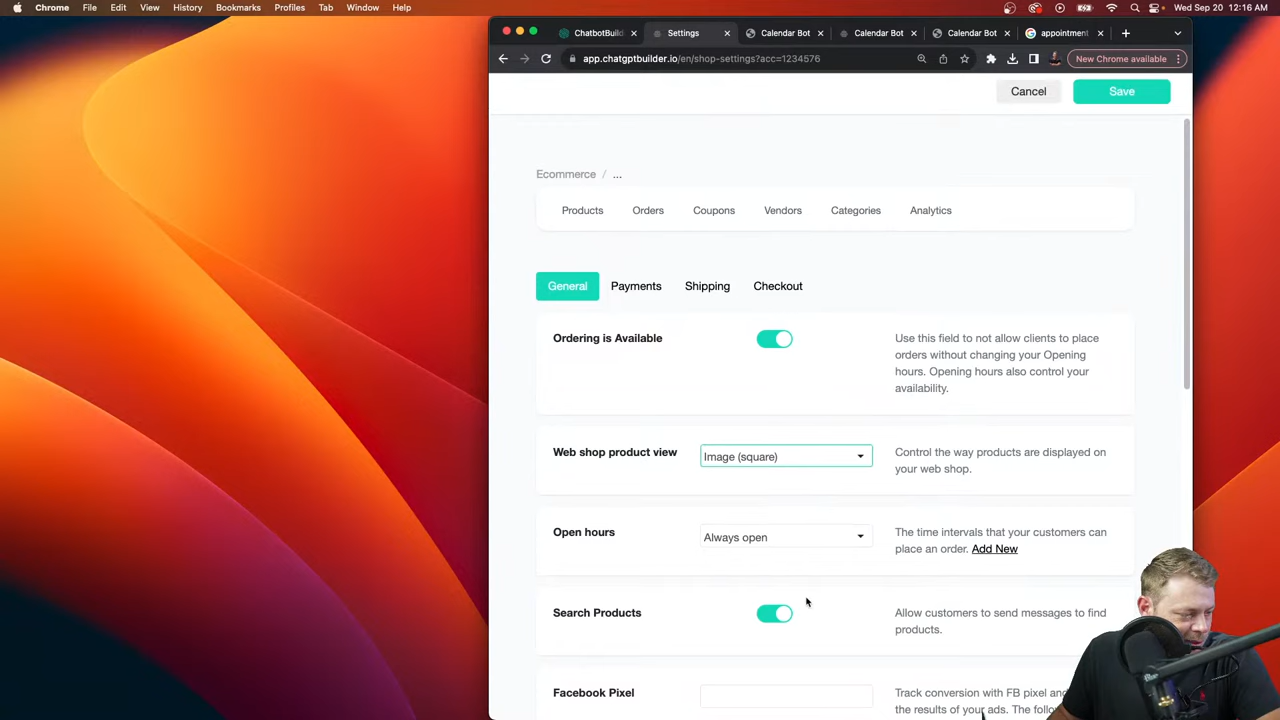 Chrome File Edit View History Bookmarks Profiles Tab Window Help Wed Sep 20 12:16 AM
ChatbotBuil Settings Calendar Bot Calendar Bot Calendar Bot appointment
app.chatgptbuilder.io/en/shop-settings?acc=1234576 New Chrome available
Cancel Save
Ecommerce / ...
Products Orders Coupons Vendors Categories Analytics
General Payments Shipping Checkout
Ordering is Available
Use this field to not allow clients to place
orders without changing your Opening
hours. Opening hours also control your
availability.
Web shop product view
Image (square)
Control the way products are displayed on
your web shop.
Open hours
Always open
The time intervals that your customers can
place an order. Add New
Search Products
Allow customers to send messages to find
products.
Facebook Pixel
Track conversion with FB pixel and
the results of your ads. The